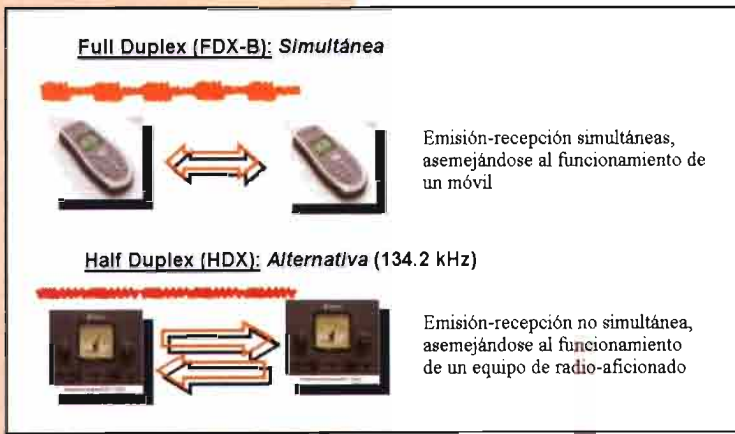 Full Duplex (FDX-B): Simultánea
Emisión-recepción simultáneas,
asemejándose al funcionamiento de
un móvil
Half Duplex (HDX): Alternativa (134.2 kHz)
Emisión-recepción no simultánea,
asemejándose al funcionamiento
de un equipo de radio-aficionado